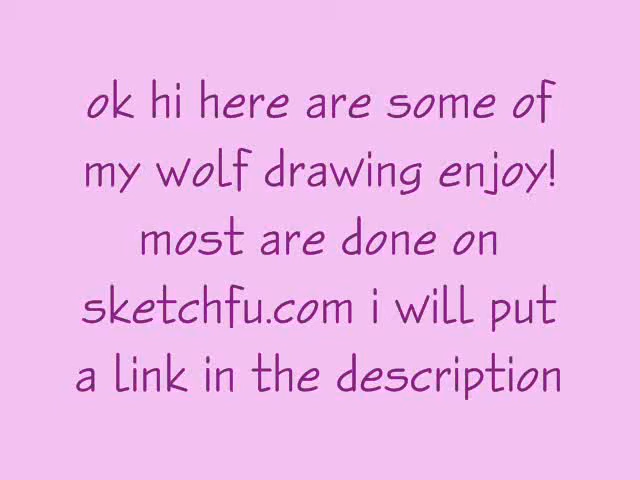 ok hi here are some of
my wolf drawing enjoy!
most are done on
sketchfu.com i will put
a link in the description